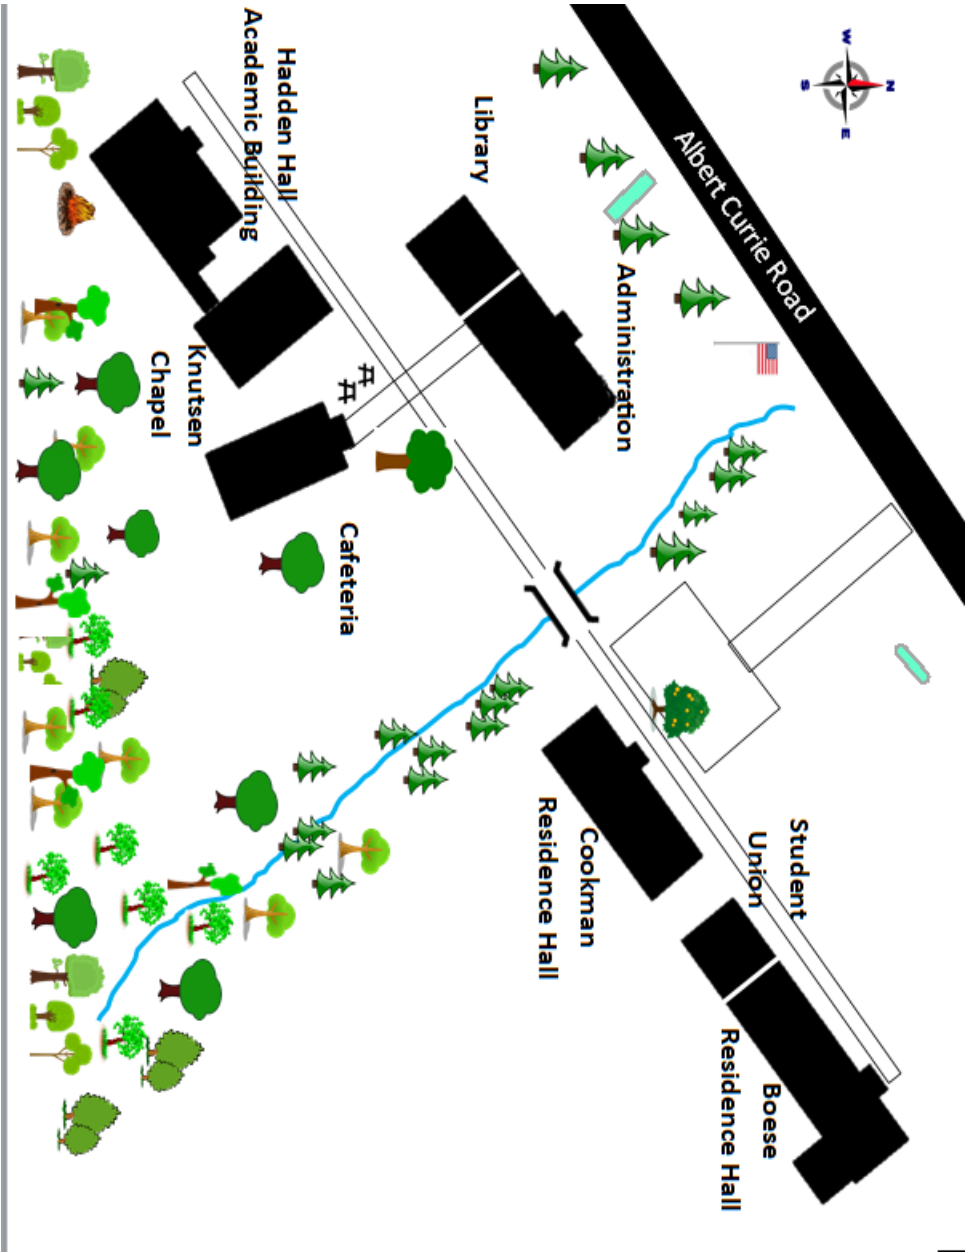 W
N
S
E
Albert Currie Road
Library
Administration
Hadden Hall
Academic Building
Knutsen
Chapel
Cafeteria
Student
Union
Cookman
Residence Hall
Boese
Residence Hall